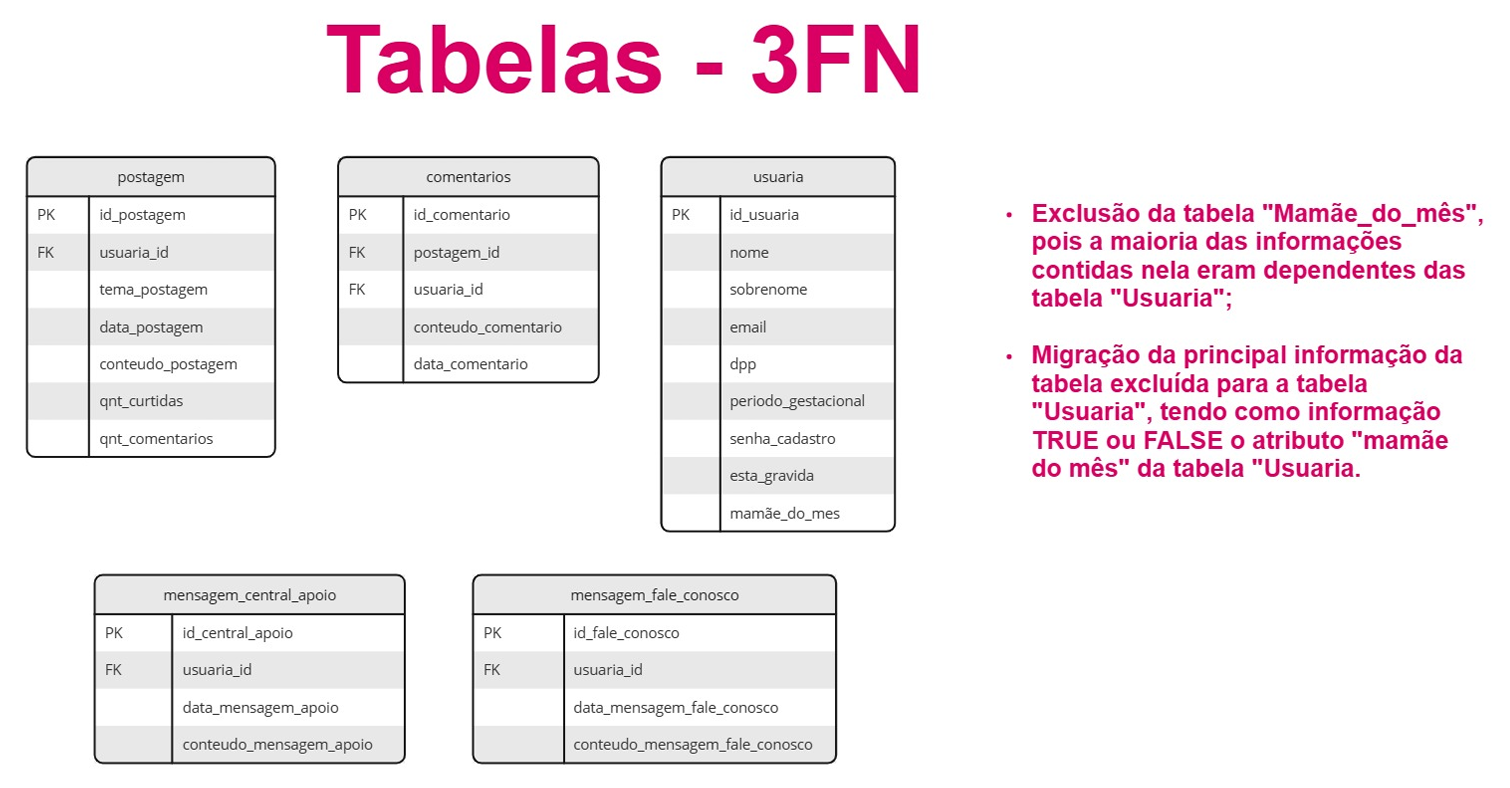 Tabelas - 3FN
postagem
PK id_postagem
FK usuaria_id
tema_postagem
data_postagem
conteudo_postagem
qnt_curtidas
qnt_comentarios
comentarios
PK id_comentario
FK postagem_id
FK usuaria_id
conteudo_comentario
data_comentario
usuaria
PK id_usuaria
nome
sobrenome
email
dpp
periodo_gestacional
senha_cadastro
esta_gravida
mamãe_do_mes
• Exclusão da tabela "Mamãe_do_mês",
pois a maioria das informações
contidas nela eram dependentes das
tabela "Usuaria";
• Migração da principal informação da
tabela excluída para a tabela
"Usuaria", tendo como informação
TRUE ou FALSE o atributo "mamãe
do mês" da tabela "Usuaria.
mensagem_central_apoio
PK id_central_apoio
FK usuaria_id
data_mensagem_apoio
conteudo_mensagem_apoio
mensagem_fale_conosco
PK id_fale_conosco
FK usuaria_id
data_mensagem_fale_conosco
conteudo_mensagem_fale_conosco